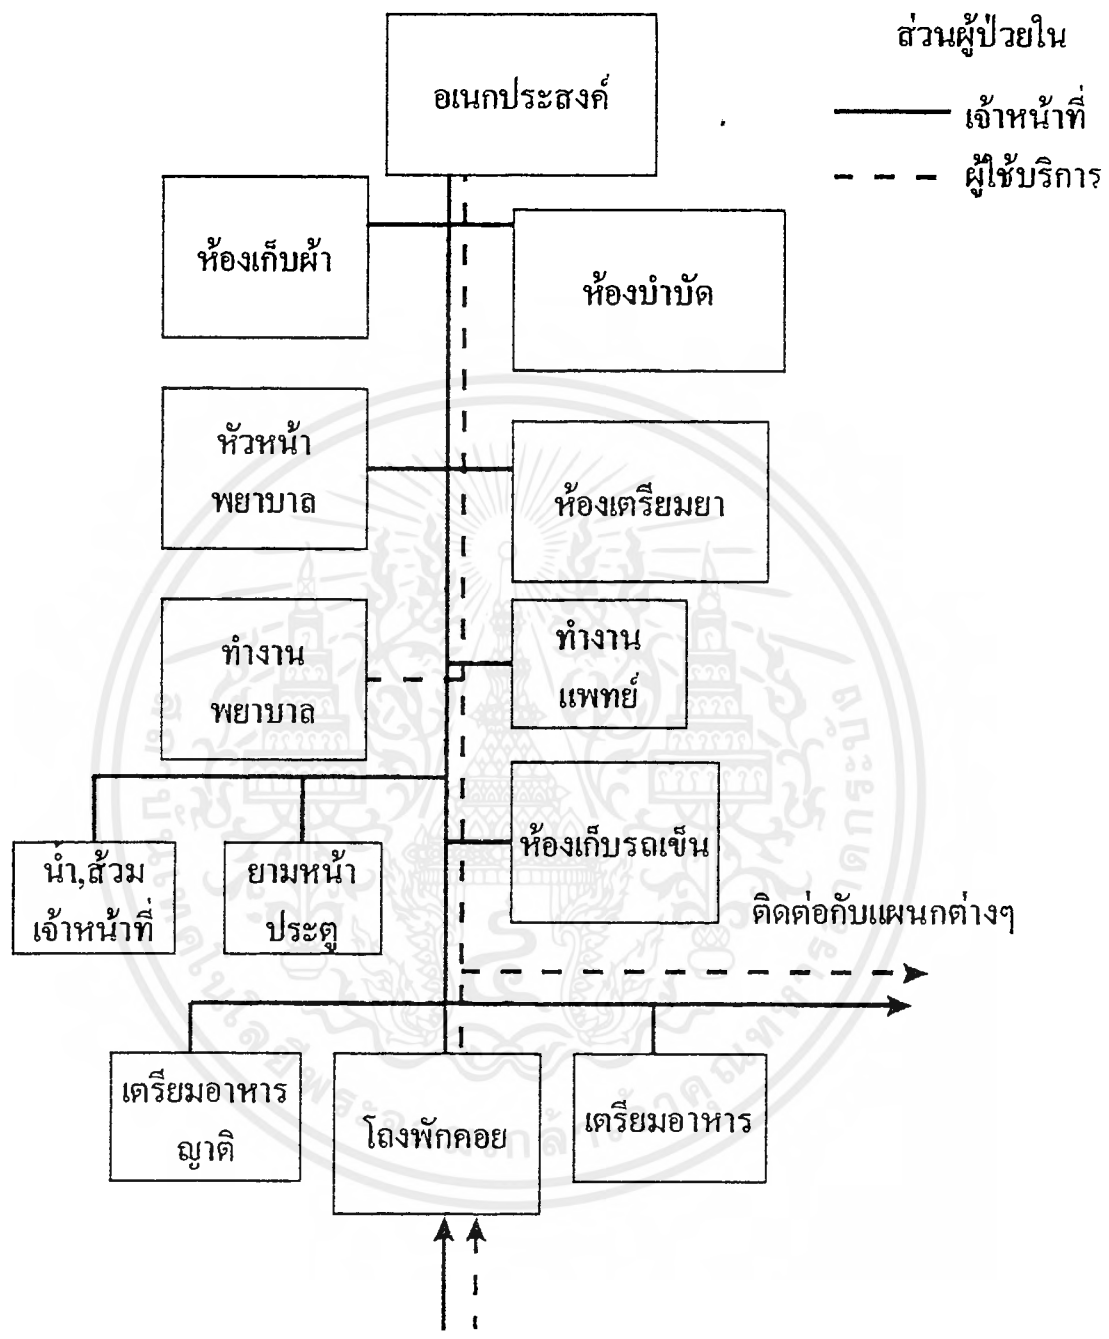 ส่วนผู้ป่วยใน
เจ้าหน้าที่
ผู้ใช้บริการ
อเนกประสงค์
ห้องเก็บผ้า
ห้องบำบัด
หัวหน้า
พยาบาล
ห้องเตรียมยา
ทำงาน
พยาบาล
ทำงาน
แพทย์
น้ำ,ส้วม
เจ้าหน้าที่
ยามหน้า
ประตู
ห้องเก็บรถเข็น
ติดต่อกับแผนกต่างๆ
เตรียมอาหาร
ญาติ
โถงพักคอย
เตรียมอาหาร